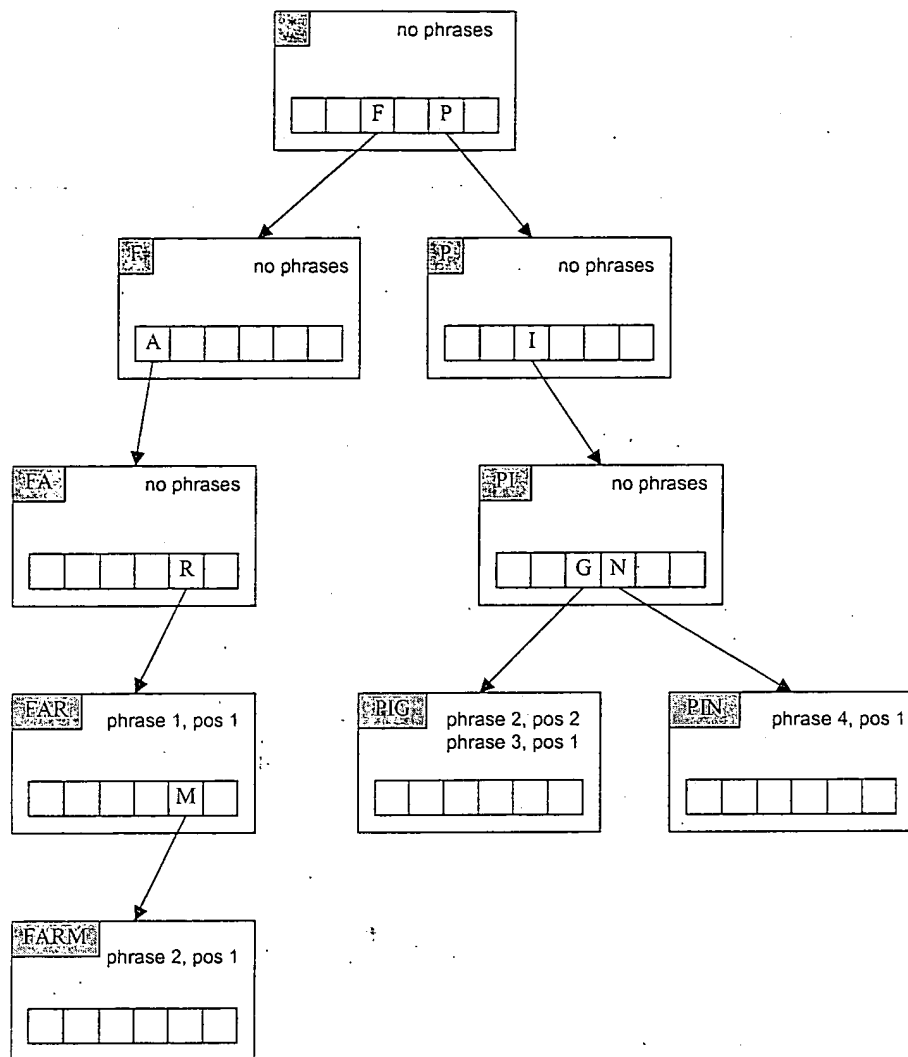 *
no phrases
F P
F
no phrases
A
P
no phrases
I
FA
no phrases
R
PI
no phrases
G N
FAR
phrase 1, pos 1
M
PIG
phrase 2, pos 2
phrase 3, pos 1
PIN
phrase 4, pos 1
FARM
phrase 2, pos 1